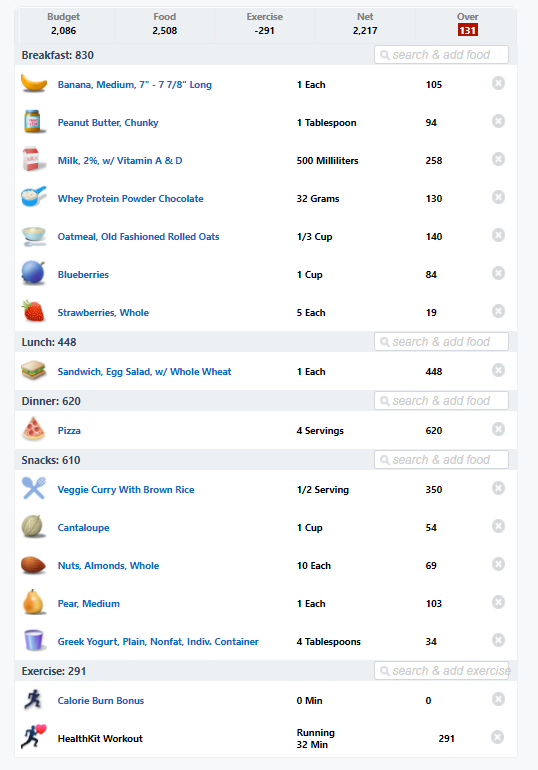 Budget Food Exercise Net Over
2,086 2,508 -291 2,217 131
Breakfast: 830 search & add food
Banana, Medium, 7" - 7 7/8" Long 1 Each 105
Peanut Butter, Chunky 1 Tablespoon 94
Milk, 2%, w/ Vitamin A & D 500 Milliliters 258
Whey Protein Powder Chocolate 32 Grams 130
Oatmeal, Old Fashioned Rolled Oats 1/3 Cup 140
Blueberries 1 Cup 84
Strawberries, Whole 5 Each 19
Lunch: 448 search & add food
Sandwich, Egg Salad, w/ Whole Wheat 1 Each 448
Dinner: 620 search & add food
Pizza 4 Servings 620
Snacks: 610 search & add food
Veggie Curry With Brown Rice 1/2 Serving 350
Cantaloupe 1 Cup 54
Nuts, Almonds, Whole 10 Each 69
Pear, Medium 1 Each 103
Greek Yogurt, Plain, Nonfat, Indiv. Container 4 Tablespoons 34
Exercise: 291 search & add exercise
Calorie Burn Bonus 0 Min 0
HealthKit Workout Running 291
32 Min